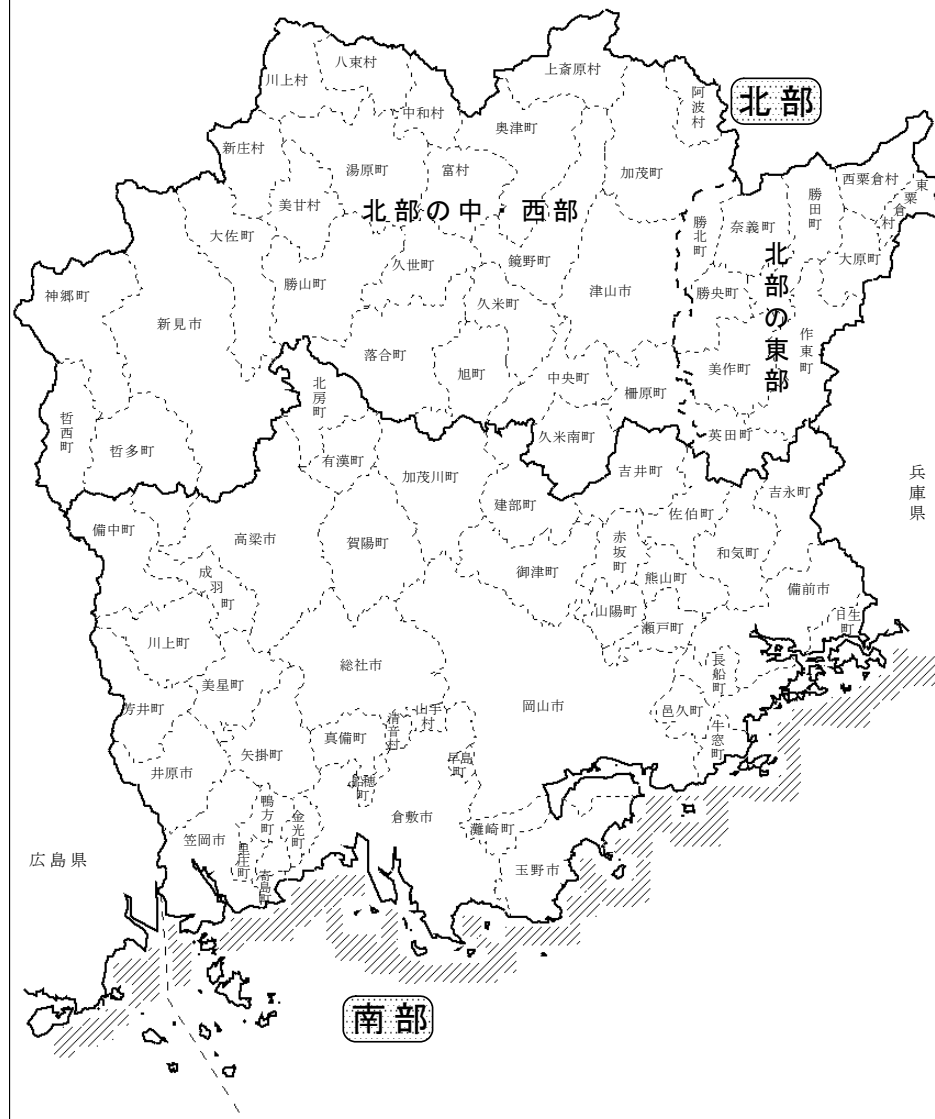 上斎原村
八束村
川上村
阿波村
北部
中和村
奥津町
新庄村
湯原町
富村
加茂町
西粟倉村
東粟倉村
美甘村
北部の中・西部
勝田町
勝北町
奈義町
大佐町
久世町
鏡野町
大原町
北部の東部
勝山町
津山市
勝央町
神郷町
久米町
新見市
作東町
落合町
旭町
中央町
美作町
北房町
柵原町
哲西町
哲多町
久米南町
英田町
有漢町
加茂川町
吉井町
兵庫県
吉永町
建部町
佐伯町
備中町
高梁市
賀陽町
赤坂町
和気町
成羽町
御津町
熊山町
備前市
山陽町
日生町
瀬戸町
川上町
総社市
長船町
美星町
岡山市
芳井町
山手村
邑久町
清音村
真備町
牛窓町
矢掛町
早島町
井原市
船穂町
鴨方町
金光町
倉敷市
灘崎町
笠岡市
里庄町
広島県
寄島町
玉野市
南部